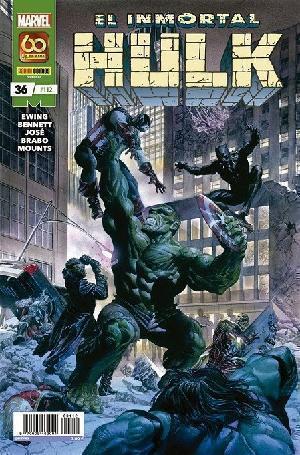 MARVEL
EL INMORTAL
HULK
60
36
EWING
BENNETT
JOSÉ
BRABO
MOUNTS